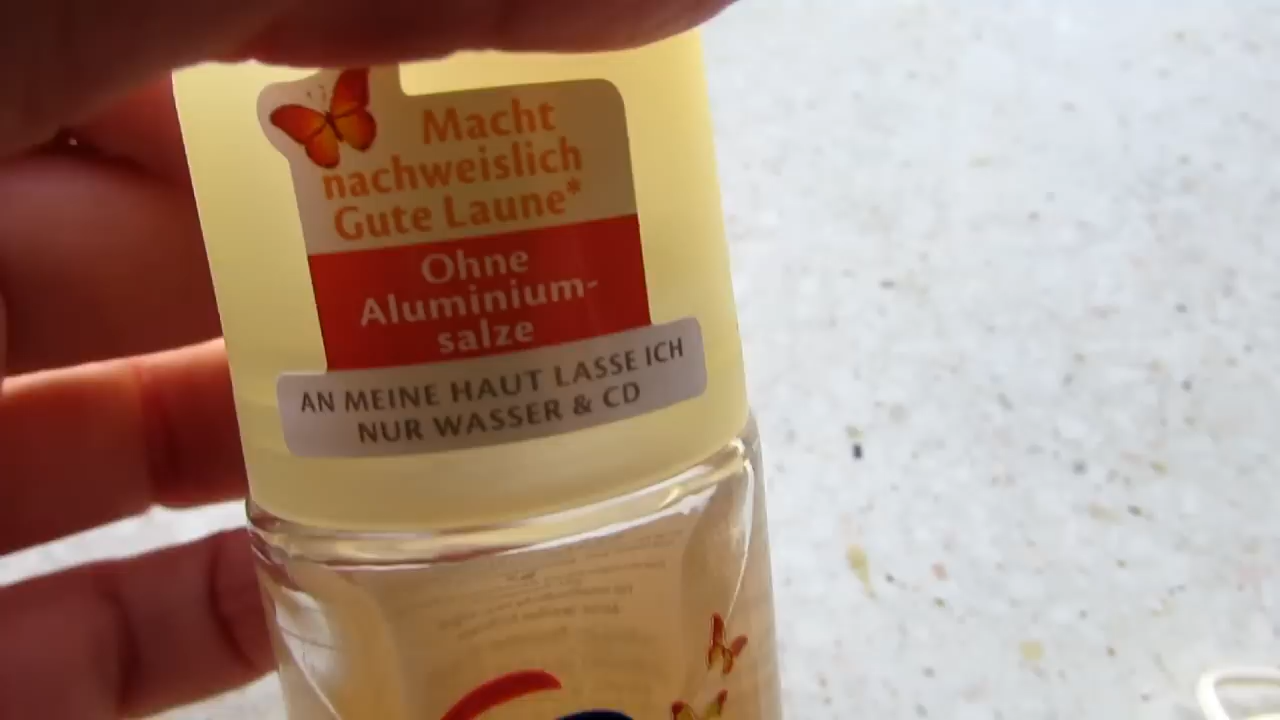 Macht
nachweislich
Gute Laune*
Ohne
Aluminium-
salze
AN MEINE HAUT LASSE ICH
NUR WASSER & CD